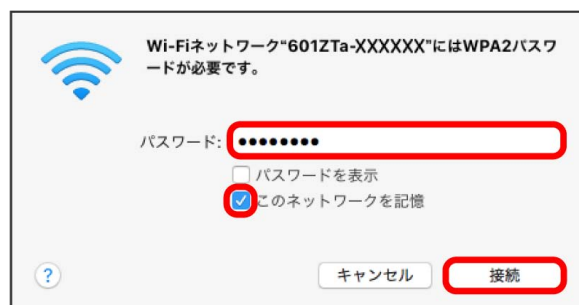 Wi-Fiネットワーク“601ZTa-XXXXXX”にはWPA2パスワ
ードが必要です。
パスワード: ••••••••
パスワードを表示
このネットワークを記憶
? キャンセル 接続